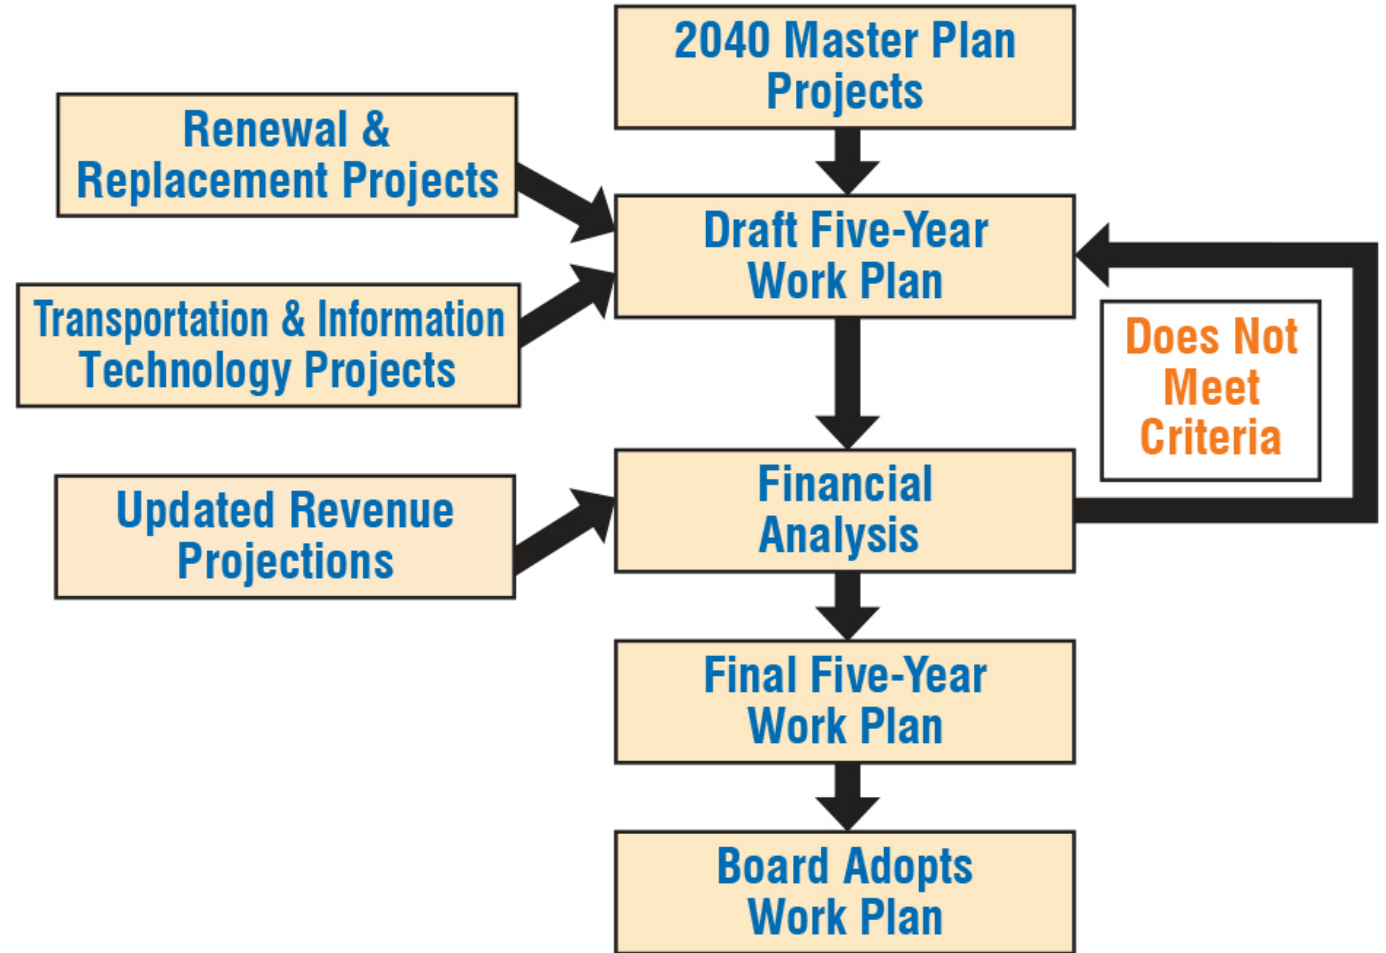 2040 Master Plan
Projects
Renewal &
Replacement Projects
Draft Five-Year
Work Plan
Transportation & Information
Technology Projects
Does Not
Meet
Criteria
Updated Revenue
Projections
Financial
Analysis
Final Five-Year
Work Plan
Board Adopts
Work Plan